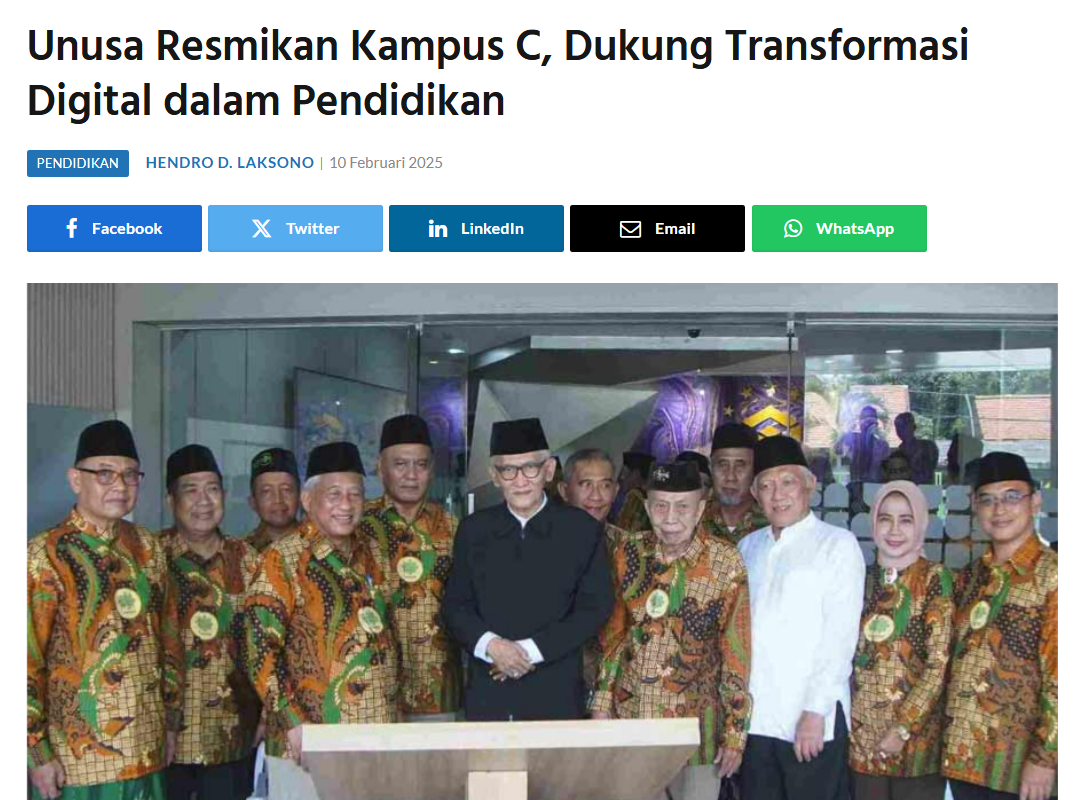 Unusa Resmikan Kampus C, Dukung Transformasi
Digital dalam Pendidikan
PENDIDIKAN HENDRO D. LAKSONO | 10 Februari 2025
Facebook Twitter LinkedIn Email WhatsApp